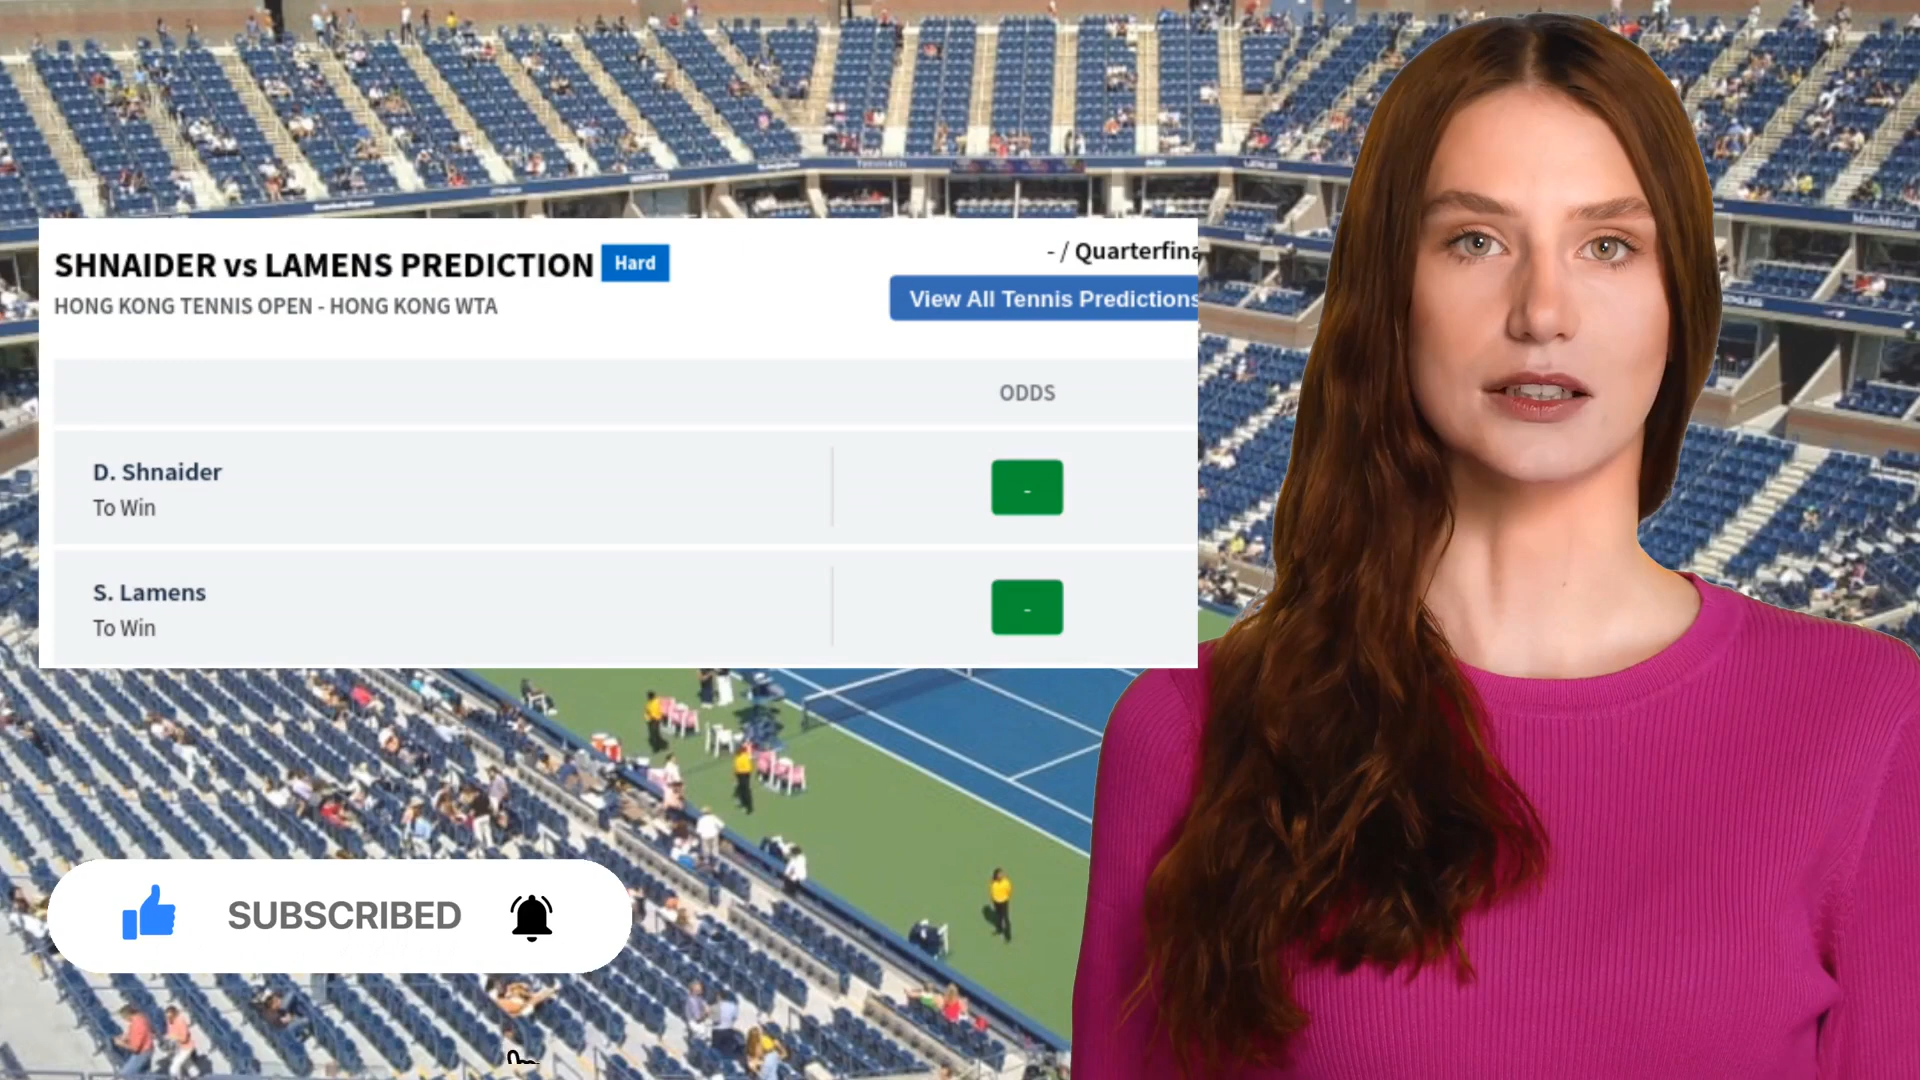 SHNAIDER vs LAMENS PREDICTION Hard
- / Quarterfina
HONG KONG TENNIS OPEN - HONG KONG WTA
View All Tennis Predictions
ODDS
D. Shnaider
To Win
-
S. Lamens
To Win
-
SUBSCRIBED